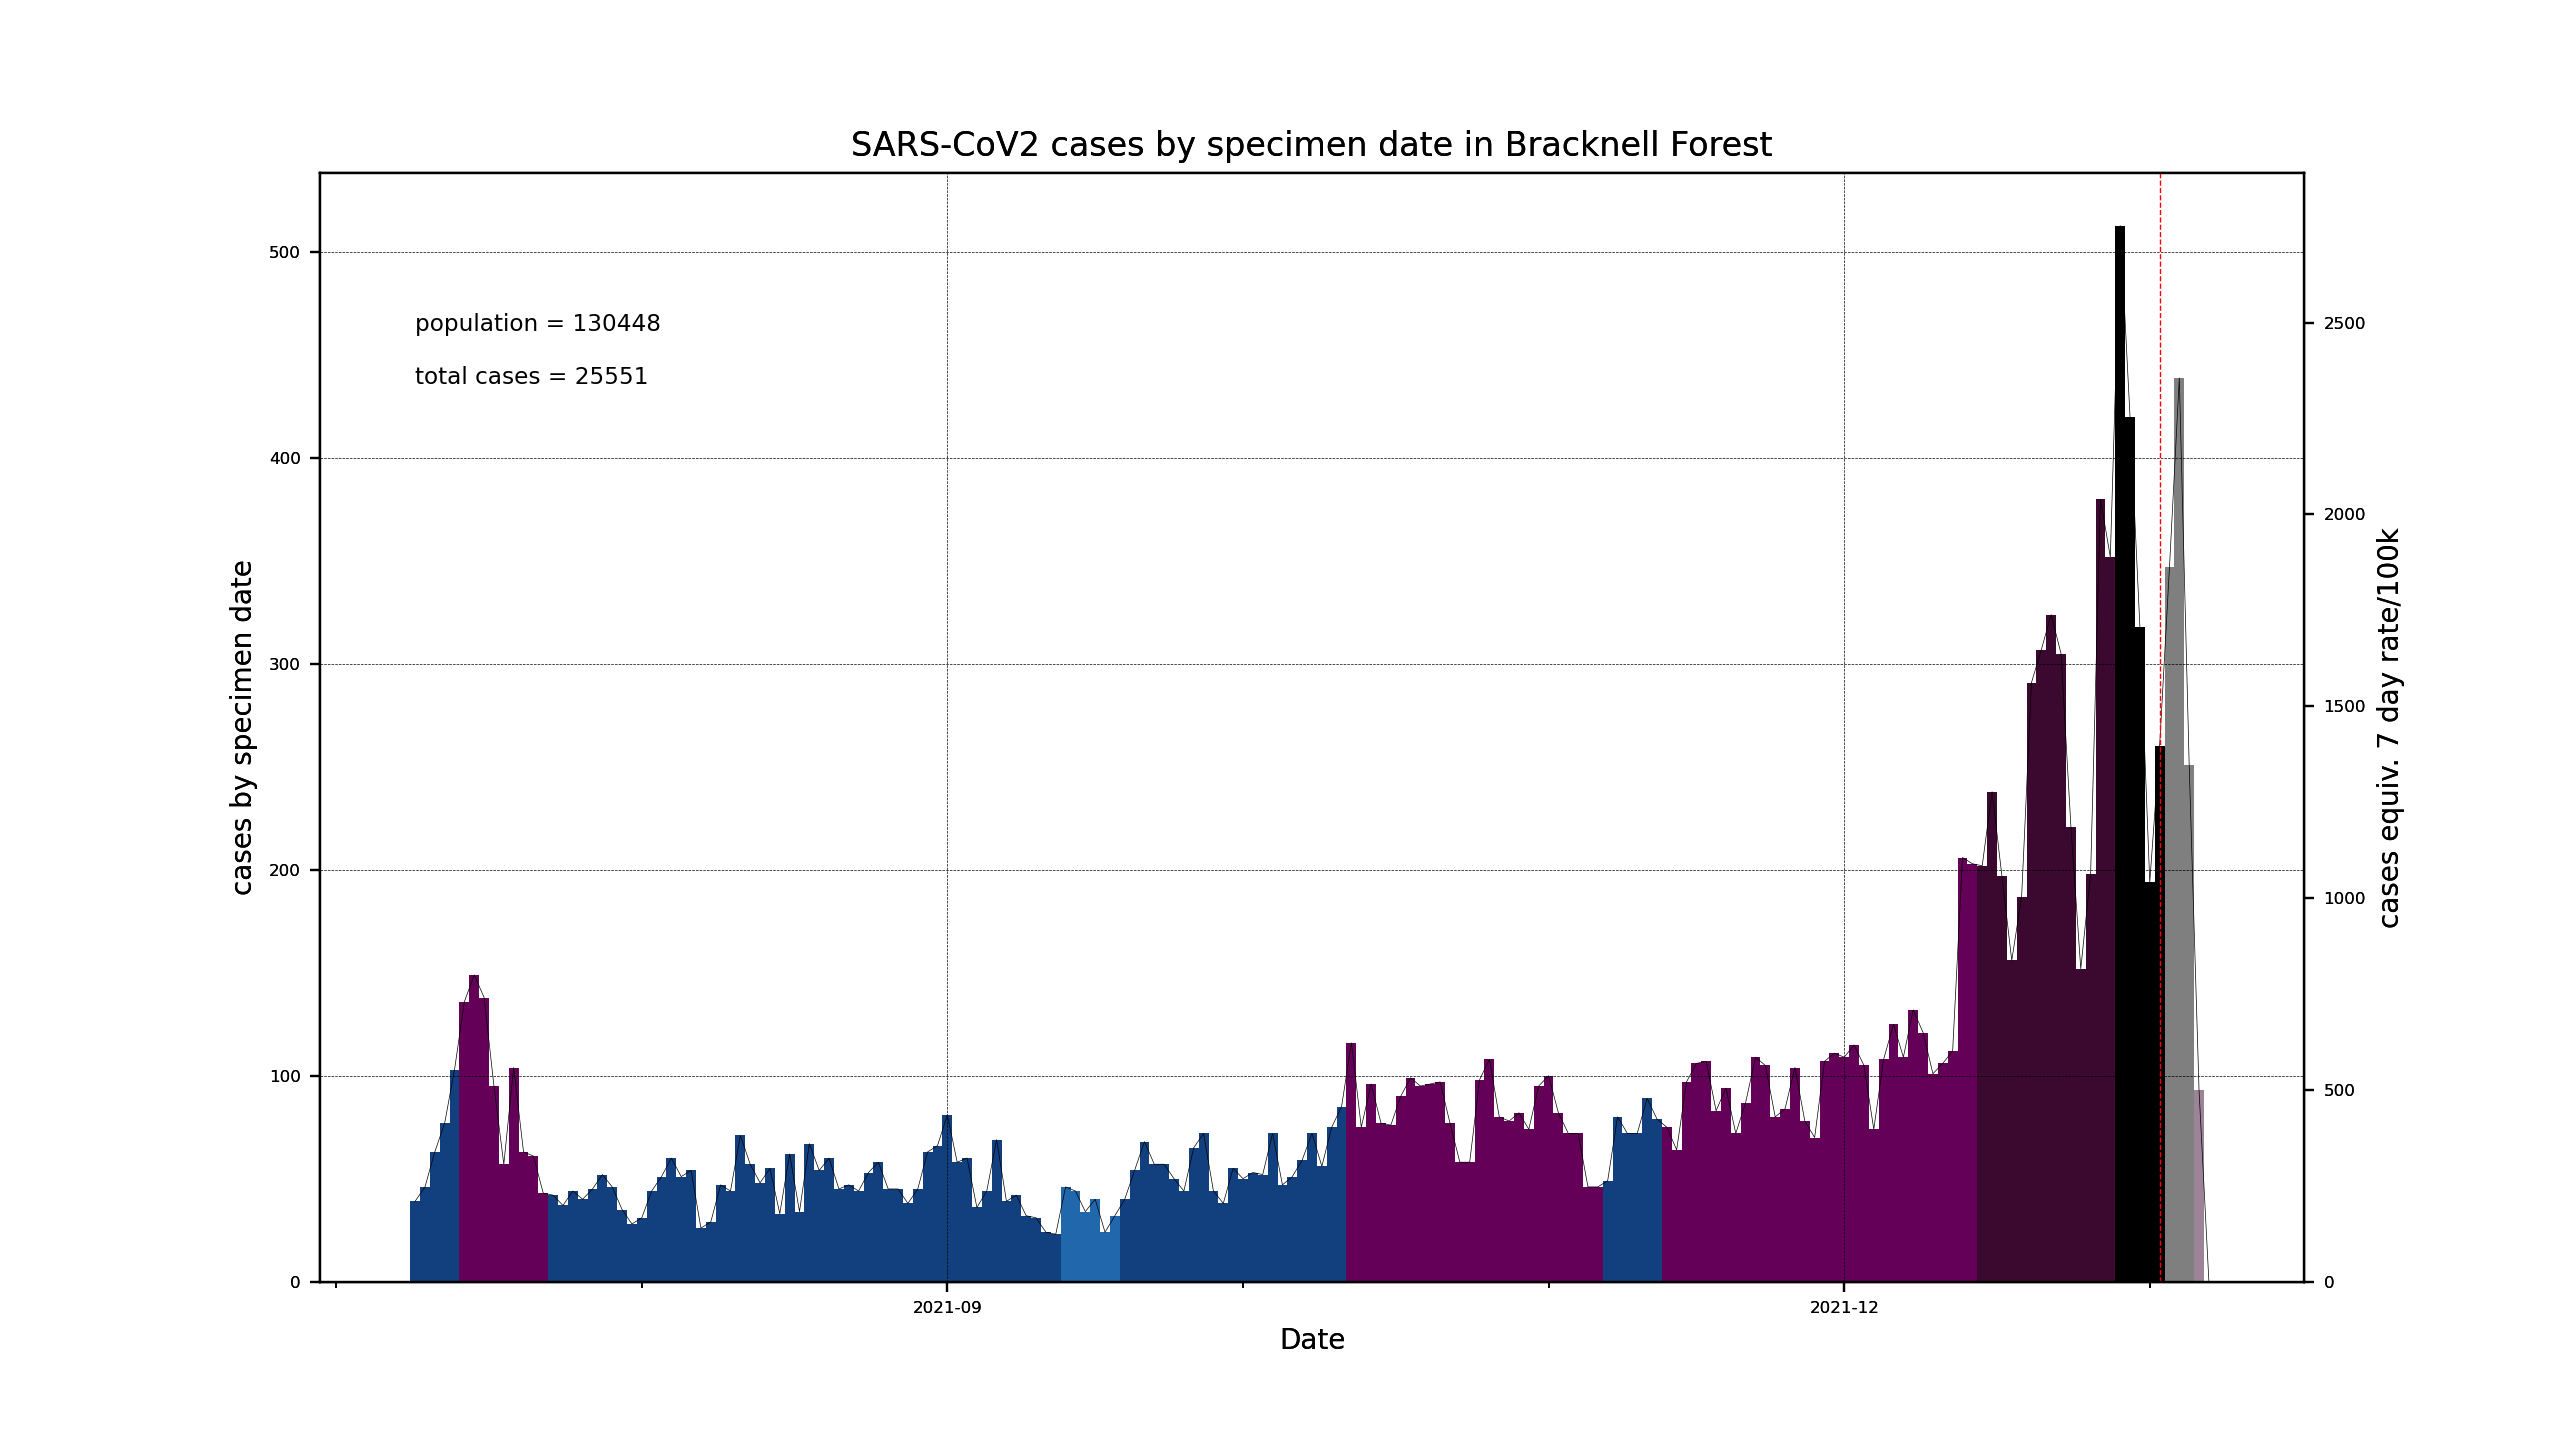 SARS-CoV2 cases by specimen date in Bracknell Forest
population = 130448
total cases = 25551
cases by specimen date
500
400
300
200
100
0
2500
2000
1500
1000
500
0
cases equiv. 7 day rate/100k
2021-09
2021-12
Date